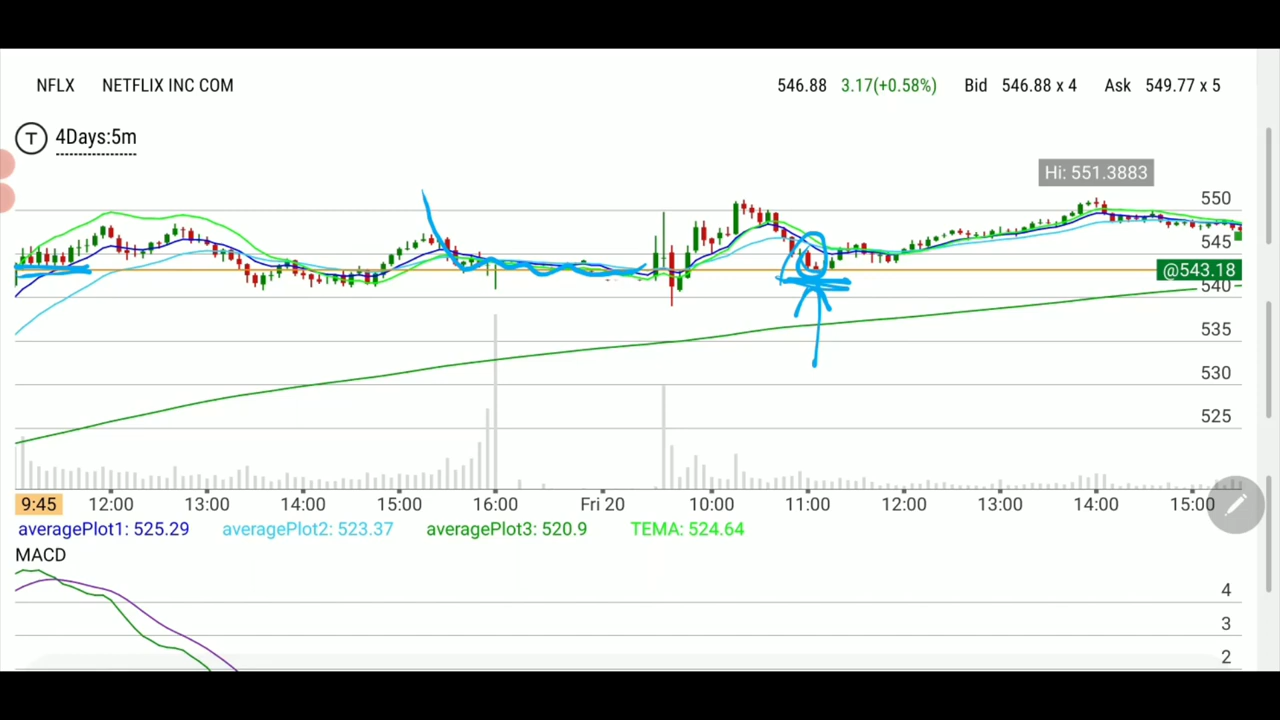 NFLX NETFLIX INC COM 546.88 3.17(+0.58%) Bid 546.88 x 4 Ask 549.77 x 5
T 4Days:5m
Hi: 551.3883
550
545
@543.18
540
535
530
525
9:45 12:00 13:00 14:00 15:00 16:00 Fri 20 10:00 11:00 12:00 13:00 14:00 15:00
averagePlot1: 525.29 averagePlot2: 523.37 averagePlot3: 520.9 TEMA: 524.64
MACD
4
3
2